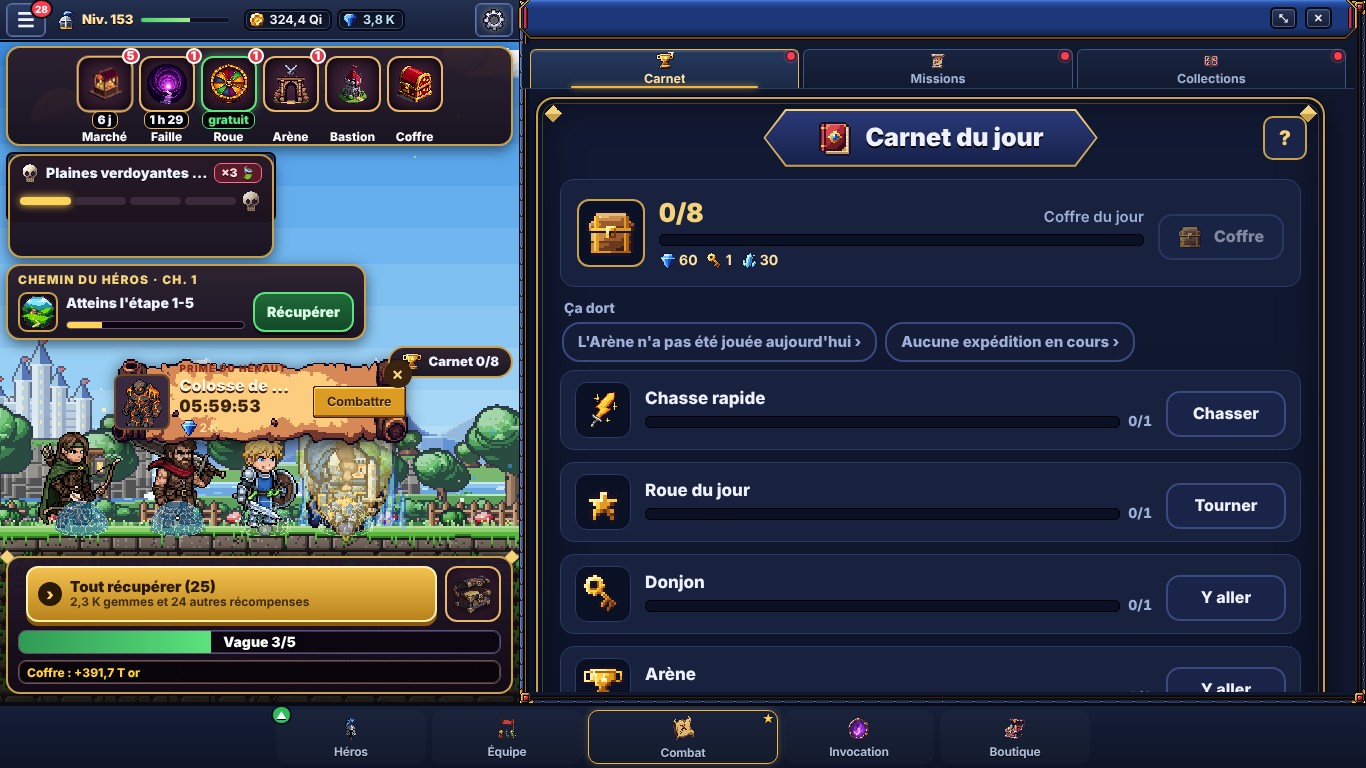 28
Niv. 153
324,4 Qi
3,8 K
5
1
1
1
6 j
1 h 29
gratuit
Marché
Faille
Roue
Arène
Bastion
Coffre
Plaines verdoyantes ...
×3
CHEMIN DU HÉROS · CH. 1
Atteins l'étape 1-5
Récupérer
Carnet 0/8
PRIME DU HÉRAUT
Colosse de ...
05:59:53
Combattre
Tout récupérer (25)
2,3 K gemmes et 24 autres récompenses
Vague 3/5
Coffre : +391,7 T or
Carnet
Missions
Collections
Carnet du jour
?
0/8
Coffre du jour
60
1
30
Coffre
Ça dort
L'Arène n'a pas été jouée aujourd'hui ›
Aucune expédition en cours ›
Chasse rapide
0/1
Chasser
Roue du jour
0/1
Tourner
Donjon
0/1
Y aller
Arène
Y aller
Héros
Équipe
Combat
Invocation
Boutique